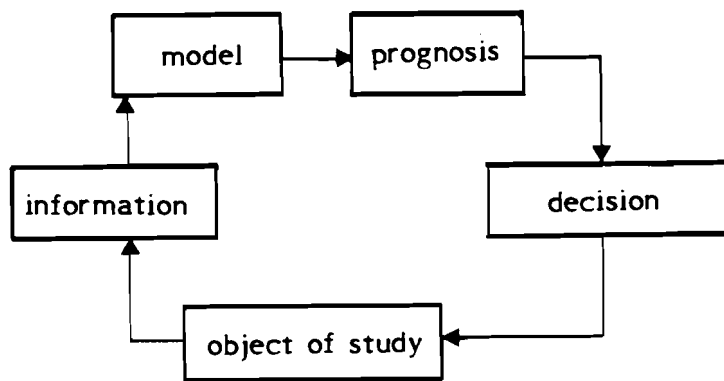 model
prognosis
information
decision
object of study